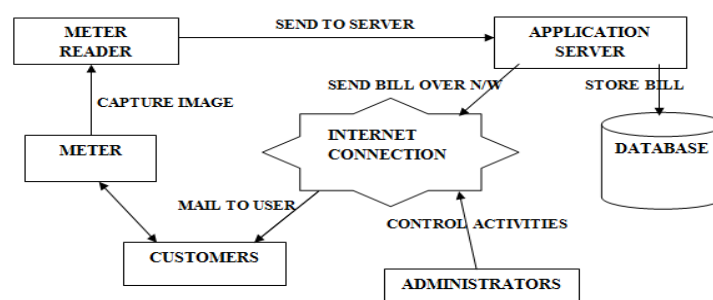 METER
READER
SEND TO SERVER
APPLICATION
SERVER
CAPTURE IMAGE
SEND BILL OVER N/W
STORE BILL
METER
INTERNET
CONNECTION
DATABASE
MAIL TO USER
CONTROL ACTIVITIES
CUSTOMERS
ADMINISTRATORS